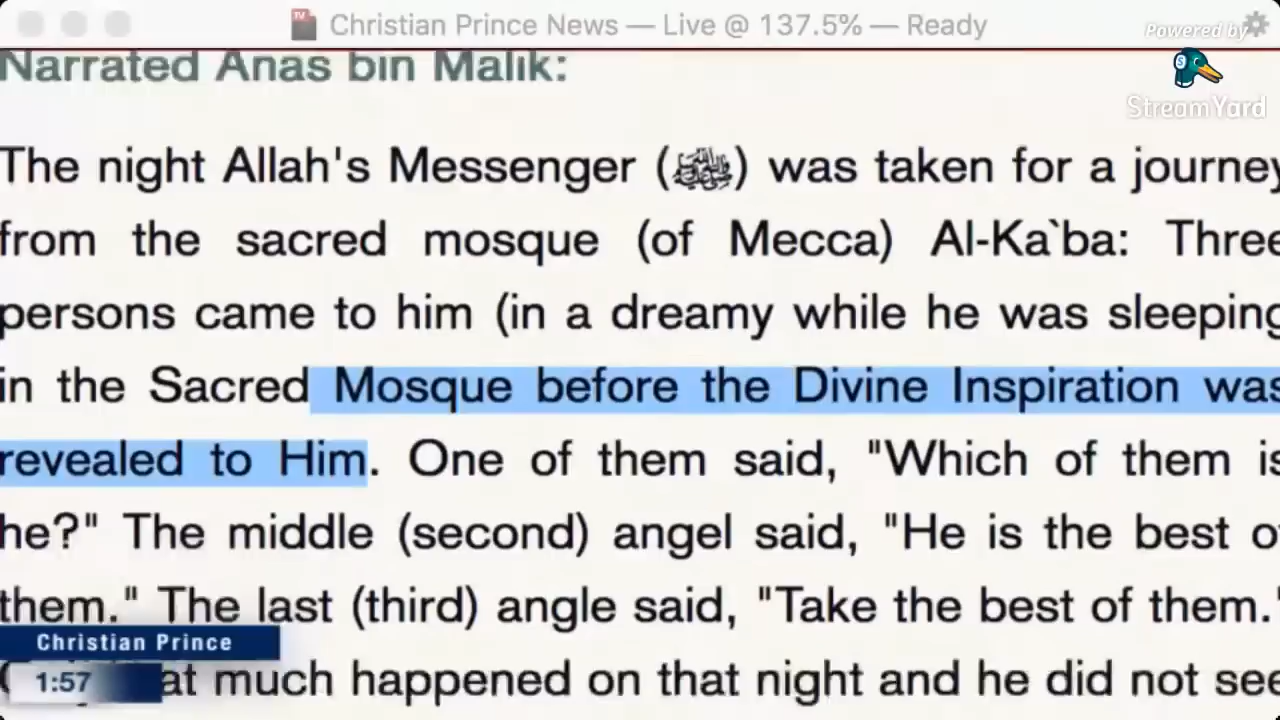 Christian Prince News — Live @ 137.5% — Ready
Powered by
StreamYard
Narrated Anas bin Malik:
The night Allah's Messenger (ﷺ) was taken for a journey
from the sacred mosque (of Mecca) Al-Ka`ba: Three
persons came to him (in a dreamy while he was sleeping
in the Sacred Mosque before the Divine Inspiration was
revealed to Him. One of them said, "Which of them is
he?" The middle (second) angel said, "He is the best o
them." The last (third) angle said, "Take the best of them."
at much happened on that night and he did not see
Christian Prince
1:57